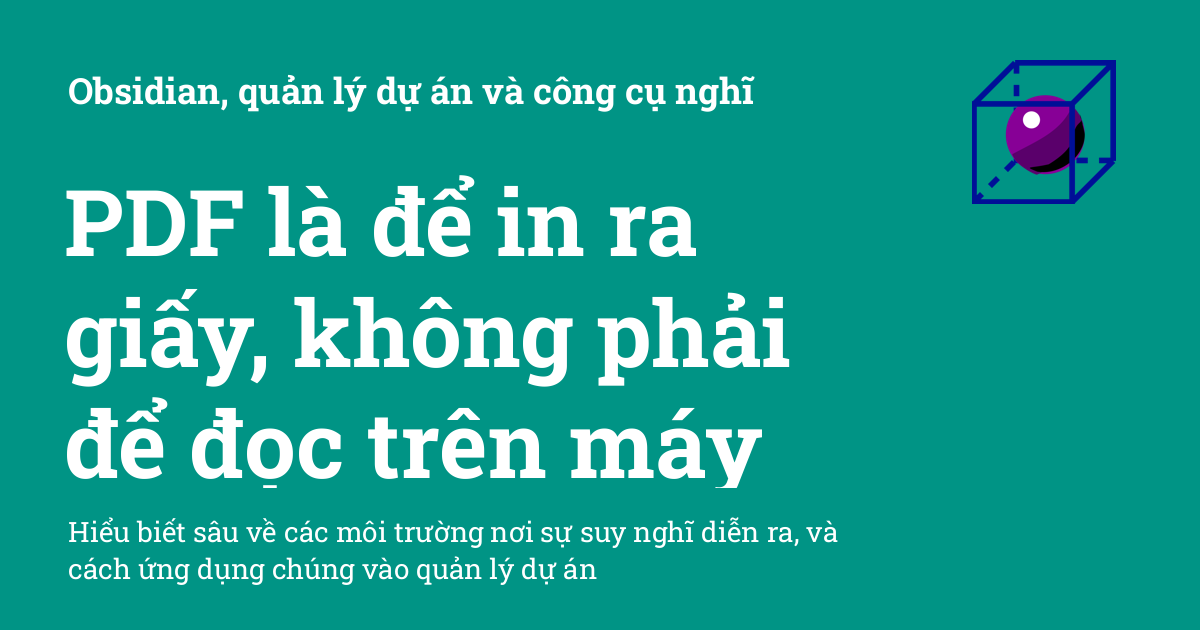 Obsidian, quản lý dự án và công cụ nghĩ
PDF là để in ra
giấy, không phải
để đọc trên máy
Hiểu biết sâu về các môi trường nơi sự suy nghĩ diễn ra, và
cách ứng dụng chúng vào quản lý dự án